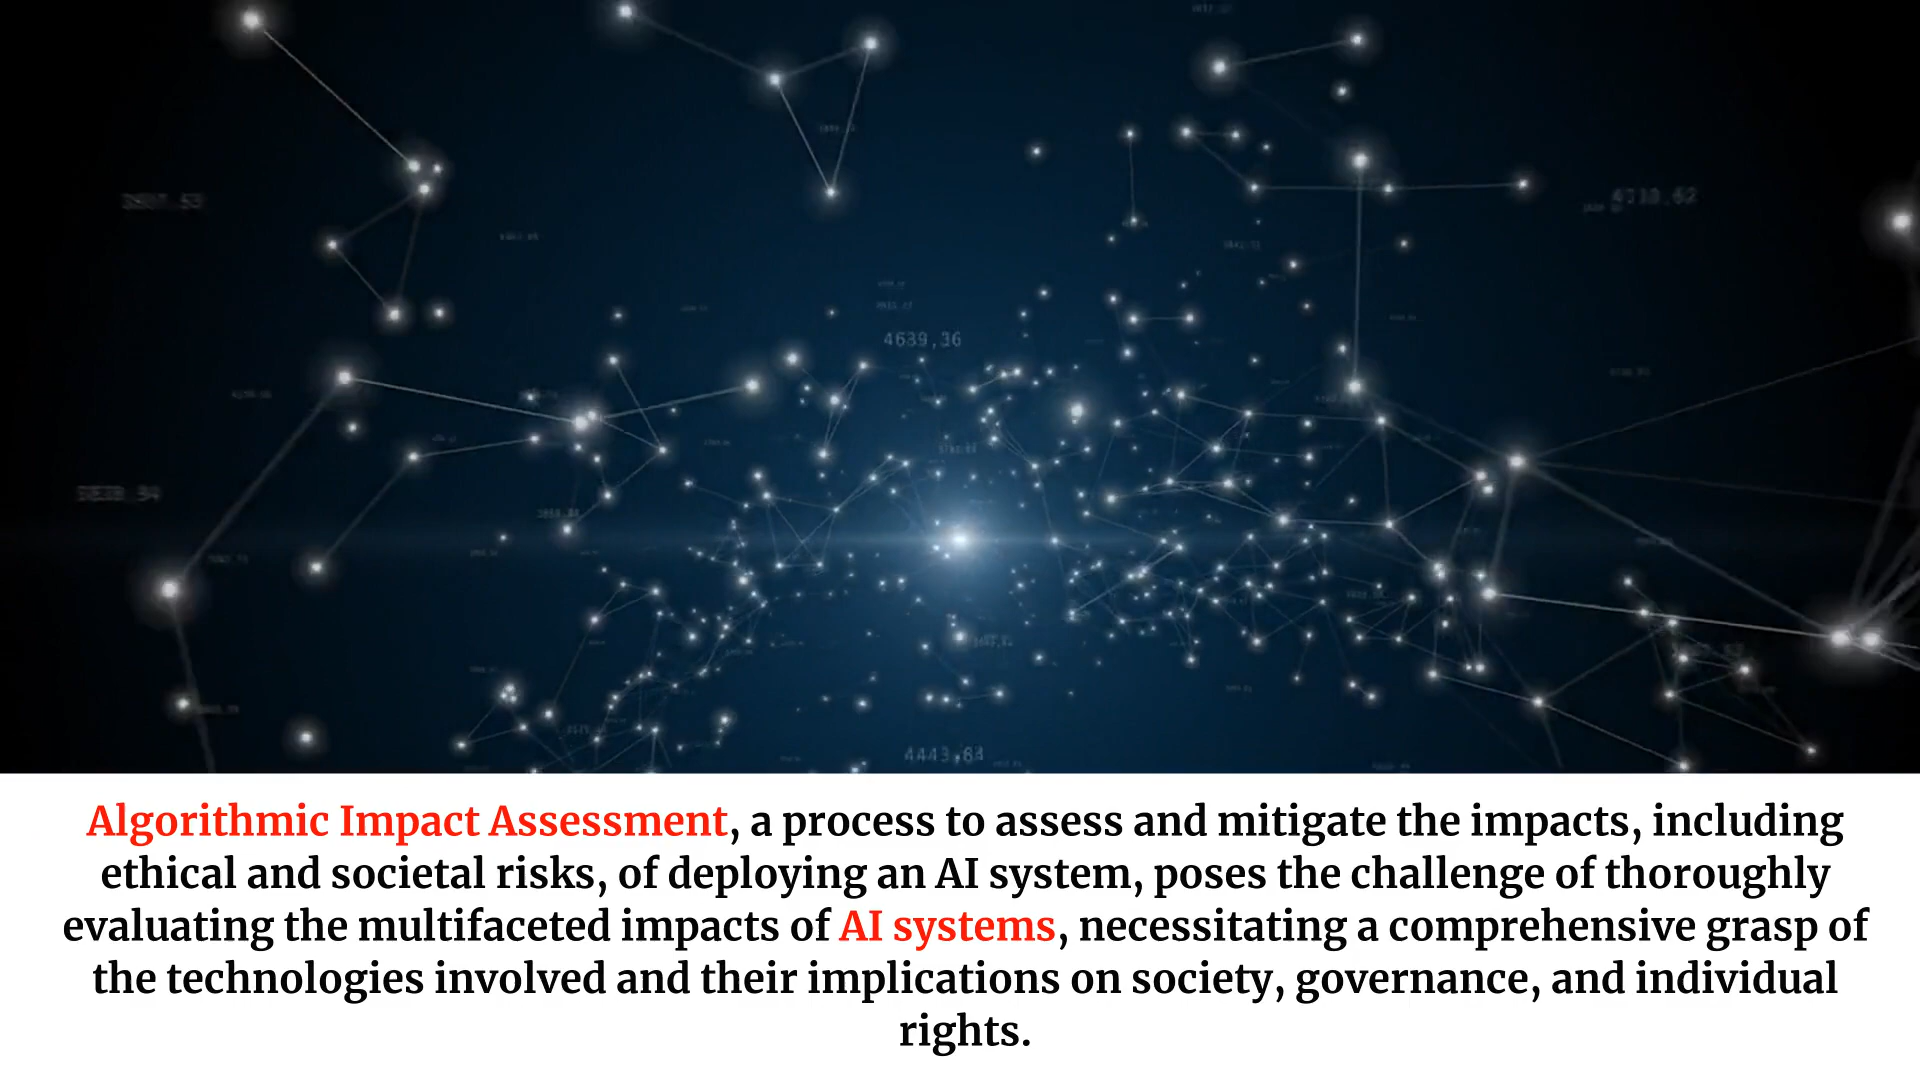 4639,36
4443,63
Algorithmic Impact Assessment, a process to assess and mitigate the impacts, including
ethical and societal risks, of deploying an AI system, poses the challenge of thoroughly
evaluating the multifaceted impacts of AI systems, necessitating a comprehensive grasp of
the technologies involved and their implications on society, governance, and individual
rights.